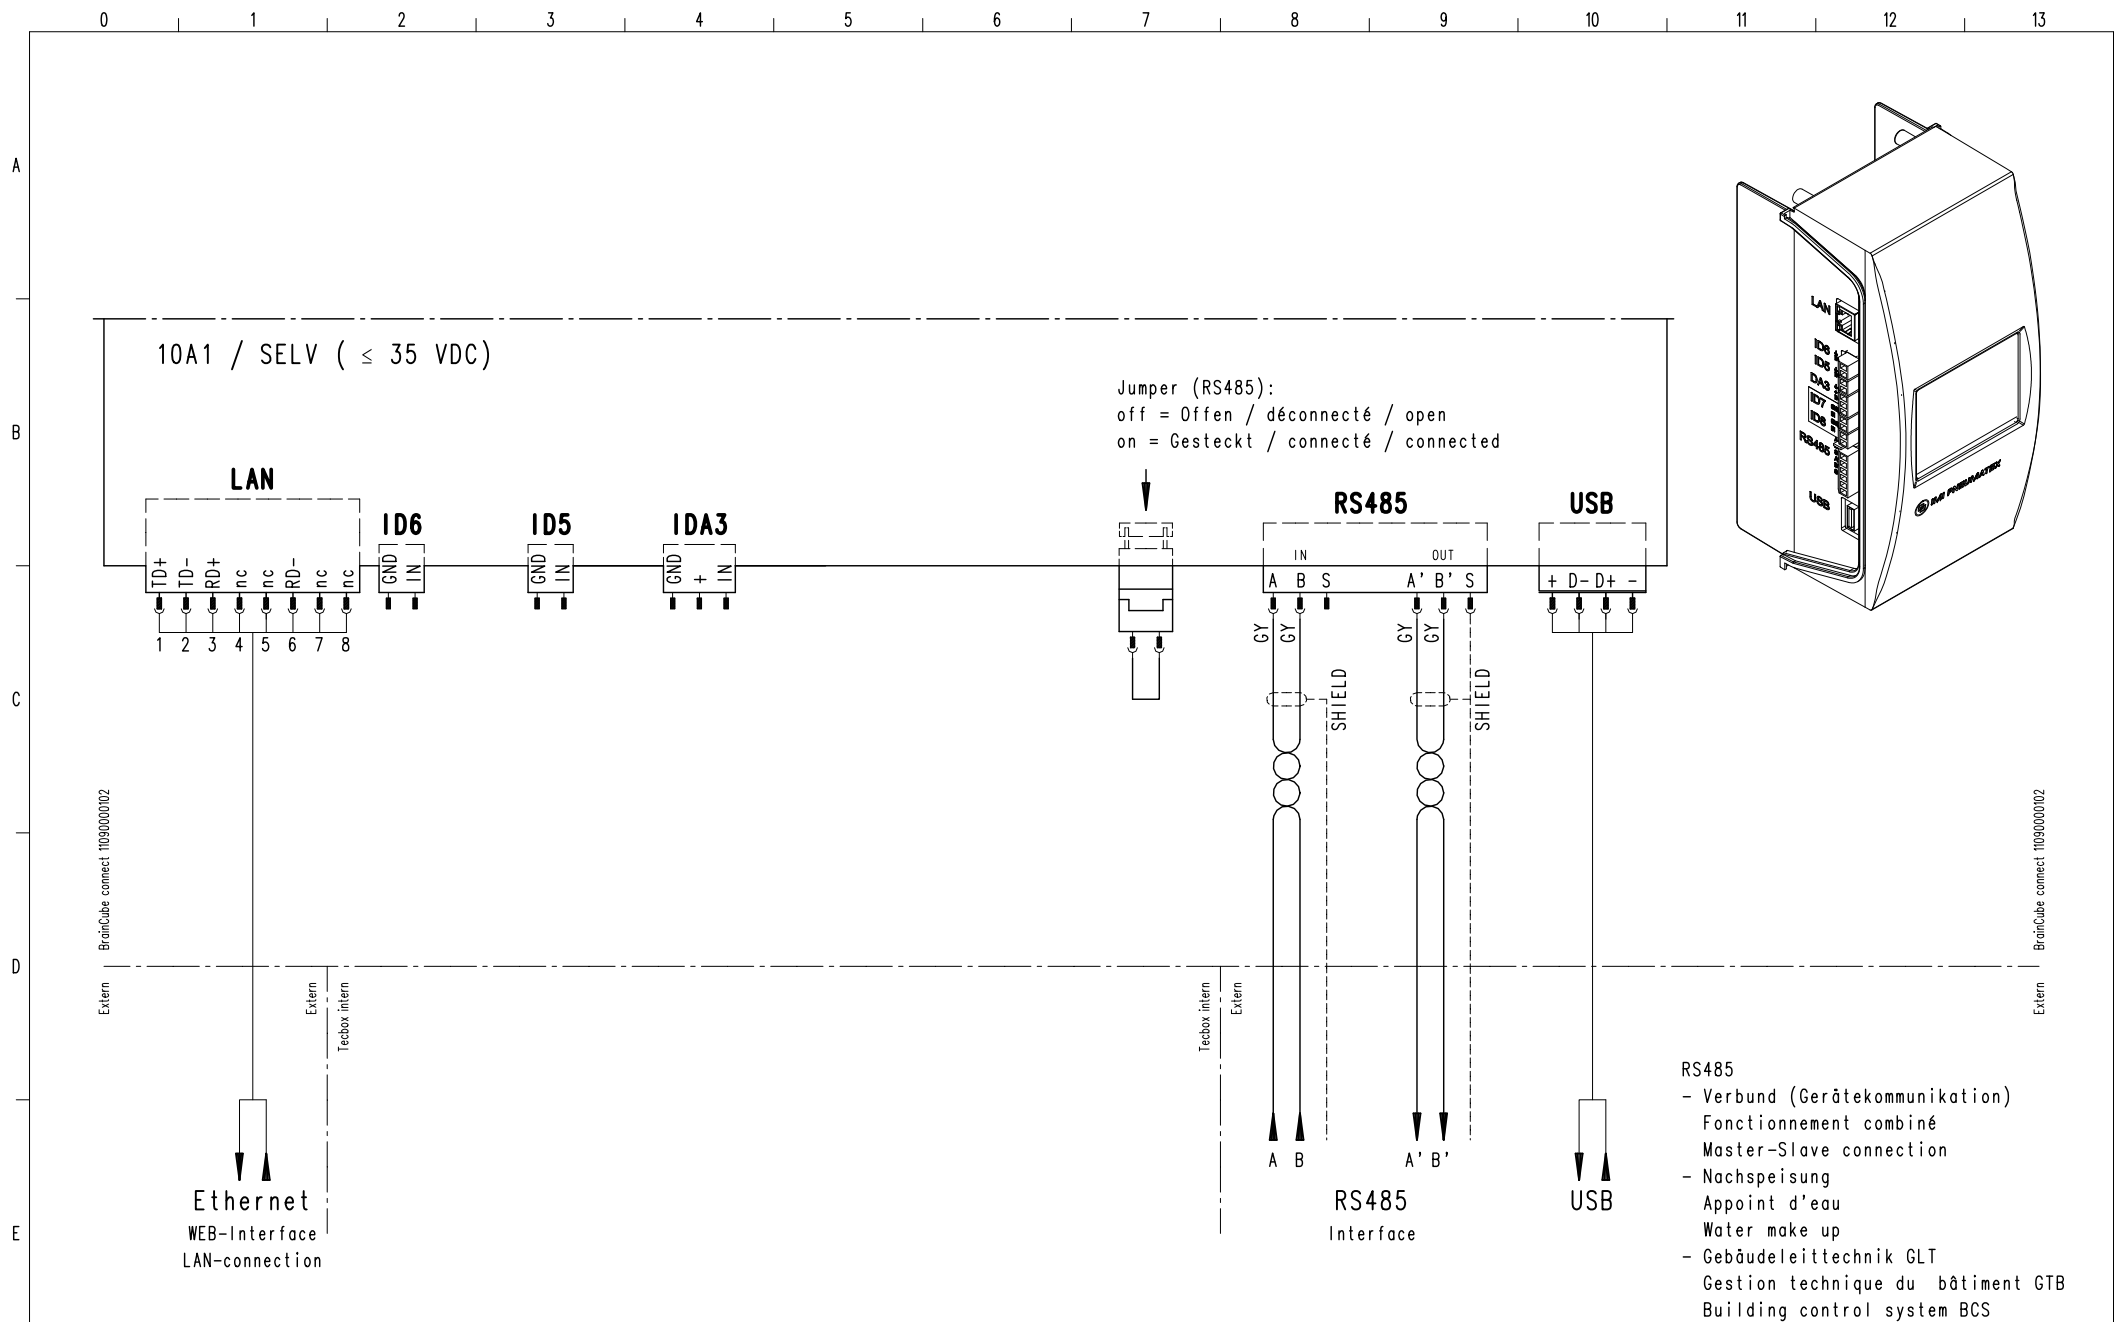 0 1 2 3 4 5 6 7 8 9 10 11 12 13
A
B
C
D
E
10A1 / SELV ( ≤ 35 VDC)
Jumper (RS485):
off = Offen / déconnecté / open
on = Gesteckt / connecté / connected
LAN
TD+ TD- RD+ nc nc RD- nc nc
1 2 3 4 5 6 7 8
ID6
GND IN
ID5
GND IN
IDA3
GND + IN
RS485
IN OUT
A B S A' B' S
GY GY GY GY
SHIELD SHIELD
USB
+ D- D+ -
LAN
ID6
ID5
DA3
ID7
ID6
RS485
USB
IMI PNEUMATEX
BrainCube connect 11090000102
BrainCube connect 11090000102
Extern
Extern
Tecbox intern
Tecbox intern
Extern
Extern
Ethernet
WEB-Interface
LAN-connection
A B A' B'
RS485
Interface
USB
RS485
- Verbund (Gerätekommunikation)
Fonctionnement combiné
Master-Slave connection
- Nachspeisung
Appoint d'eau
Water make up
- Gebäudeleittechnik GLT
Gestion technique du bâtiment GTB
Building control system BCS